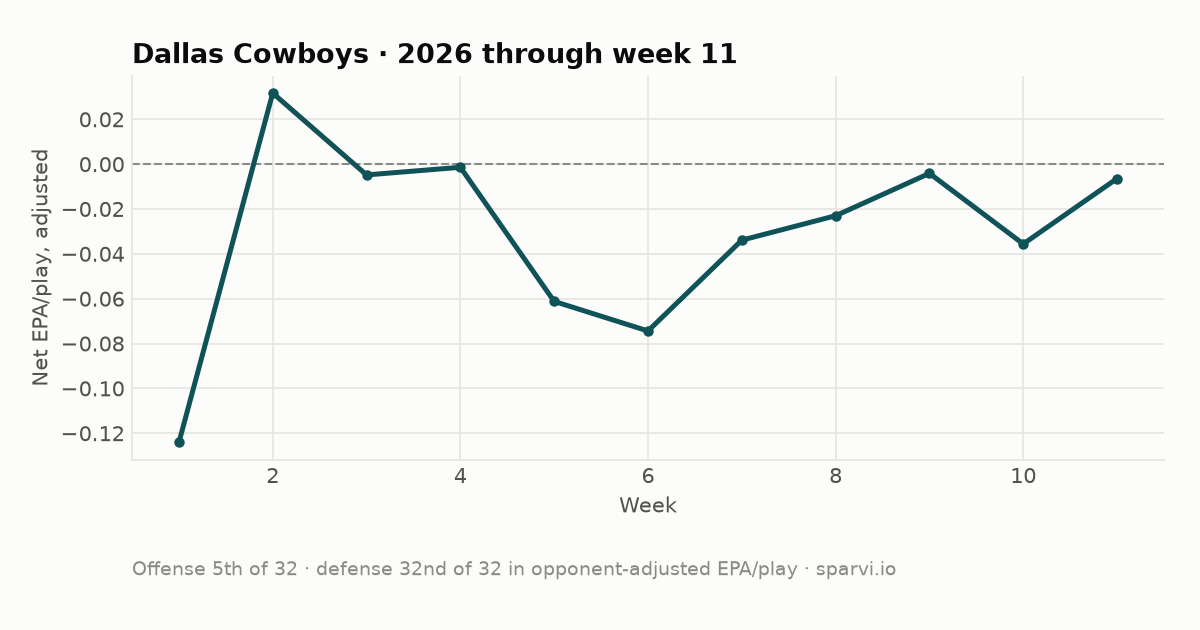 Dallas Cowboys · 2026 through week 11
Net EPA/play, adjusted
0.02
0.00
−0.02
−0.04
−0.06
−0.08
−0.10
−0.12
2 4 6 8 10
Week
Offense 5th of 32 · defense 32nd of 32 in opponent-adjusted EPA/play · sparvi.io